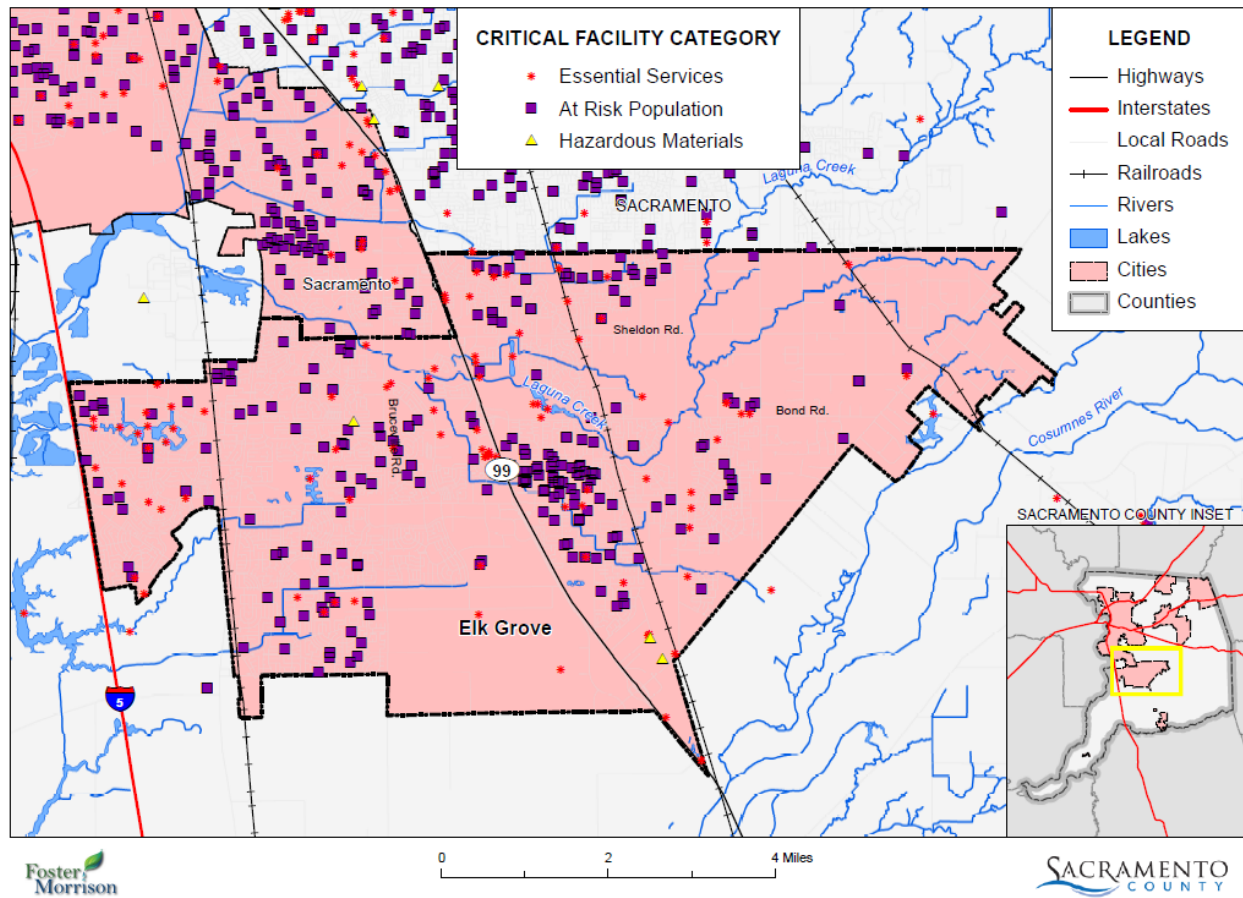 CRITICAL FACILITY CATEGORY
Essential Services
At Risk Population
Hazardous Materials
LEGEND
Highways
Interstates
Local Roads
Railroads
Rivers
Lakes
Cities
Counties
Laguna Creek
SACRAMENTO
Sacramento
Sheldon Rd.
Laguna Creek
Bond Rd.
Bruceville Rd.
Cosumnes River
99
SACRAMENTO COUNTY INSET
Elk Grove
5
0 2 4 Miles
Foster
Morrison
SACRAMENTO
COUNTY